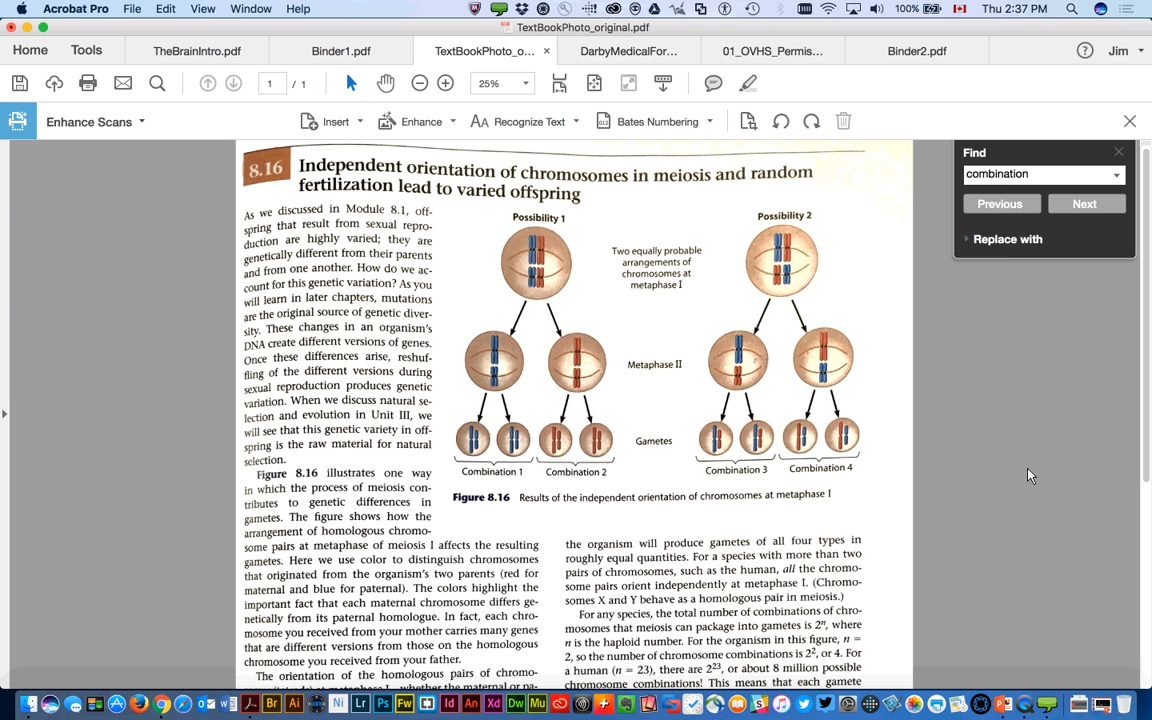 Acrobat Pro File Edit View Window Help 100% Thu 2:37 PM
TextBookPhoto_original.pdf
Home Tools TheBrainIntro.pdf Binder1.pdf TextBookPhoto_o... × DarbyMedicalFor... 01_OVHS_Permis... Binder2.pdf Jim
1 / 1 25%
Enhance Scans Insert Enhance Recognize Text Bates Numbering
Find
combination
Previous Next
Replace with
8.16 Independent orientation of chromosomes in meiosis and random
fertilization lead to varied offspring
As we discussed in Module 8.1, off-
spring that result from sexual repro-
duction are highly varied; they are
genetically different from their parents
and from one another. How do we ac-
count for this genetic variation? As you
will learn in later chapters, mutations
are the original source of genetic diver-
sity. These changes in an organism's
DNA create different versions of genes.
Once these differences arise, reshuf-
fling of the different versions during
sexual reproduction produces genetic
variation. When we discuss natural se-
lection and evolution in Unit III, we
will see that this genetic variety in off-
spring is the raw material for natural
selection.
Figure 8.16 illustrates one way
in which the process of meiosis con-
tributes to genetic differences in
gametes. The figure shows how the
arrangement of homologous chromo-
some pairs at metaphase of meiosis I affects the resulting
gametes. Here we use color to distinguish chromosomes
that originated from the organism's two parents (red for
maternal and blue for paternal). The colors highlight the
important fact that each maternal chromosome differs ge-
netically from its paternal homologue. In fact, each chro-
mosome you received from your mother carries many genes
that are different versions from those on the homologous
chromosome you received from your father.
The orientation of the homologous pairs of chromo-
Possibility 1
Possibility 2
Two equally probable
arrangements of
chromosomes at
metaphase I
Metaphase II
Gametes
Combination 1
Combination 2
Combination 3
Combination 4
Figure 8.16 Results of the independent orientation of chromosomes at metaphase I
the organism will produce gametes of all four types in
roughly equal quantities. For a species with more than two
pairs of chromosomes, such as the human, all the chromo-
some pairs orient independently at metaphase I. (Chromo-
somes X and Y behave as a homologous pair in meiosis.)
For any species, the total number of combinations of chro-
mosomes that meiosis can package into gametes is 2ⁿ, where
n is the haploid number. For the organism in this figure, n =
2, so the number of chromosome combinations is 2², or 4. For
a human (n = 23), there are 2²³, or about 8 million possible
chromosome combinations! This means that each gamete